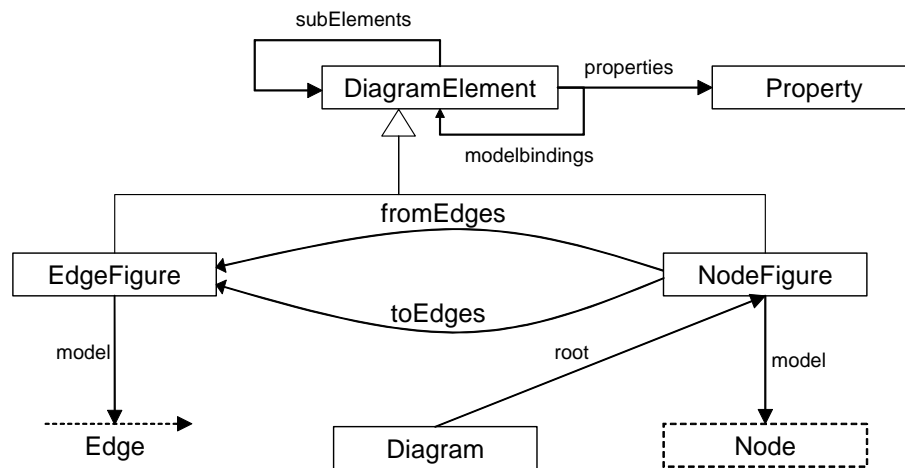 subElements
properties
DiagramElement
Property
modelbindings
fromEdges
EdgeFigure
NodeFigure
toEdges
model
root
model
Edge
Diagram
Node